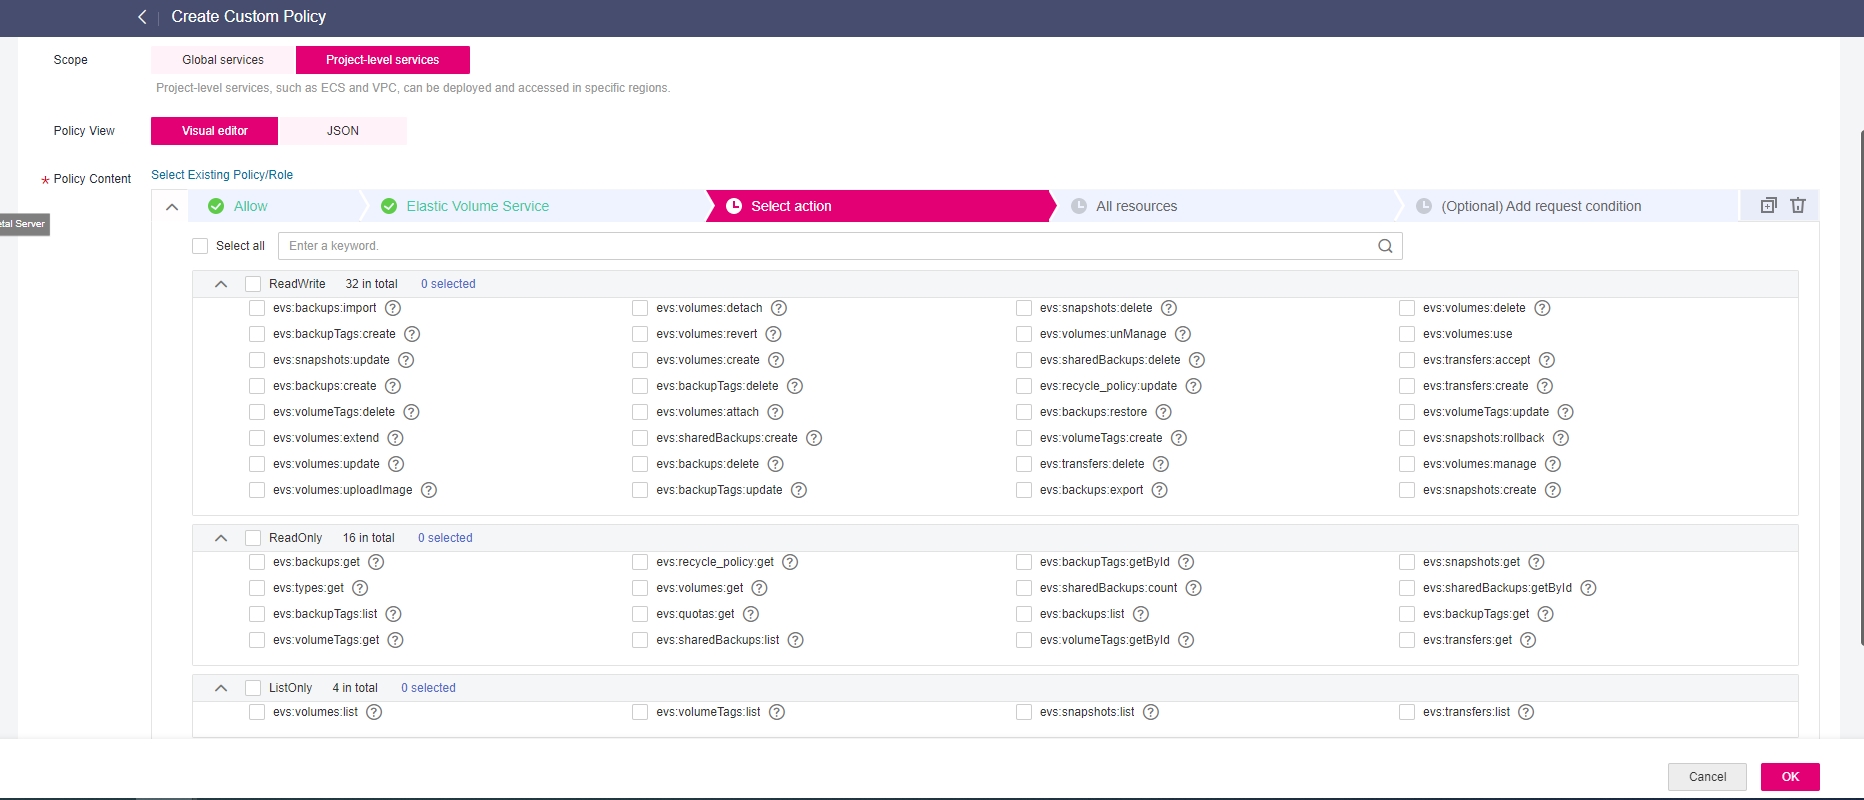 Create Custom Policy
Scope
Global services
Project-level services
Project-level services, such as ECS and VPC, can be deployed and accessed in specific regions.
Policy View
Visual editor
JSON
* Policy Content
Select Existing Policy/Role
Allow
Elastic Volume Service
Select action
All resources
(Optional) Add request condition
etal Server
Select all
Enter a keyword.
ReadWrite 32 in total 0 selected
evs:backups:import evs:volumes:detach evs:snapshots:delete evs:volumes:delete
evs:backupTags:create evs:volumes:revert evs:volumes:unManage evs:volumes:use
evs:snapshots:update evs:volumes:create evs:sharedBackups:delete evs:transfers:accept
evs:backups:create evs:backupTags:delete evs:recycle_policy:update evs:transfers:create
evs:volumeTags:delete evs:volumes:attach evs:backups:restore evs:volumeTags:update
evs:volumes:extend evs:sharedBackups:create evs:volumeTags:create evs:snapshots:rollback
evs:volumes:update evs:backups:delete evs:transfers:delete evs:volumes:manage
evs:volumes:uploadImage evs:backupTags:update evs:backups:export evs:snapshots:create
ReadOnly 16 in total 0 selected
evs:backups:get evs:recycle_policy:get evs:backupTags:getById evs:snapshots:get
evs:types:get evs:volumes:get evs:sharedBackups:count evs:sharedBackups:getById
evs:backupTags:list evs:quotas:get evs:backups:list evs:backupTags:get
evs:volumeTags:get evs:sharedBackups:list evs:volumeTags:getById evs:transfers:get
ListOnly 4 in total 0 selected
evs:volumes:list evs:volumeTags:list evs:snapshots:list evs:transfers:list
Cancel
OK